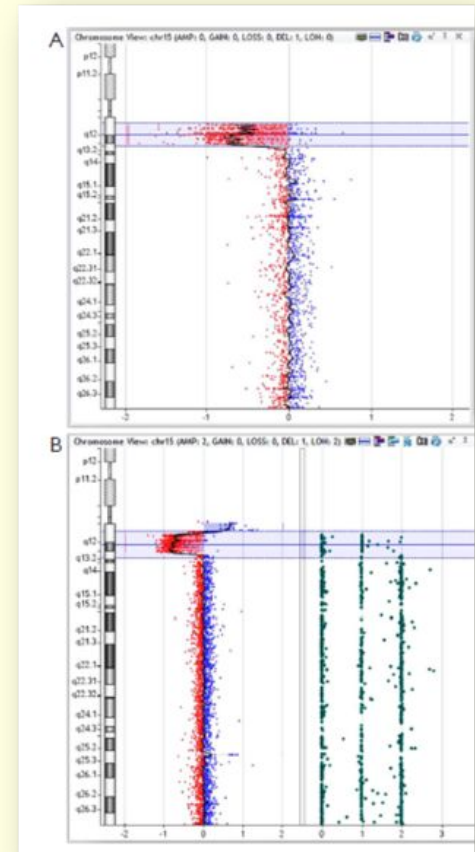 A
Chromosome View: chr15 (AMP: 0, GAIN: 0, LOSS: 0, DEL: 1, LOH: 0)
p12
p11.2
q12
q13.2
q14
q15.1
q15.2
q21.2
q21.3
q22.1
q22.31
q22.32
q24.1
q24.3
q25.2
q25.3
q26.1
q26.2
q26.3
-2
-1
0
1
2
B
Chromosome View: chr15 (AMP: 2, GAIN: 0, LOSS: 0, DEL: 1, LOH: 2)
p12
p11.2
q12
q13.2
q14
q15.1
q15.2
q21.2
q21.3
q22.1
q22.31
q22.32
q24.1
q24.3
q25.2
q25.3
q26.1
q26.2
q26.3
-2
-1
0
1
2
0
1
2
3